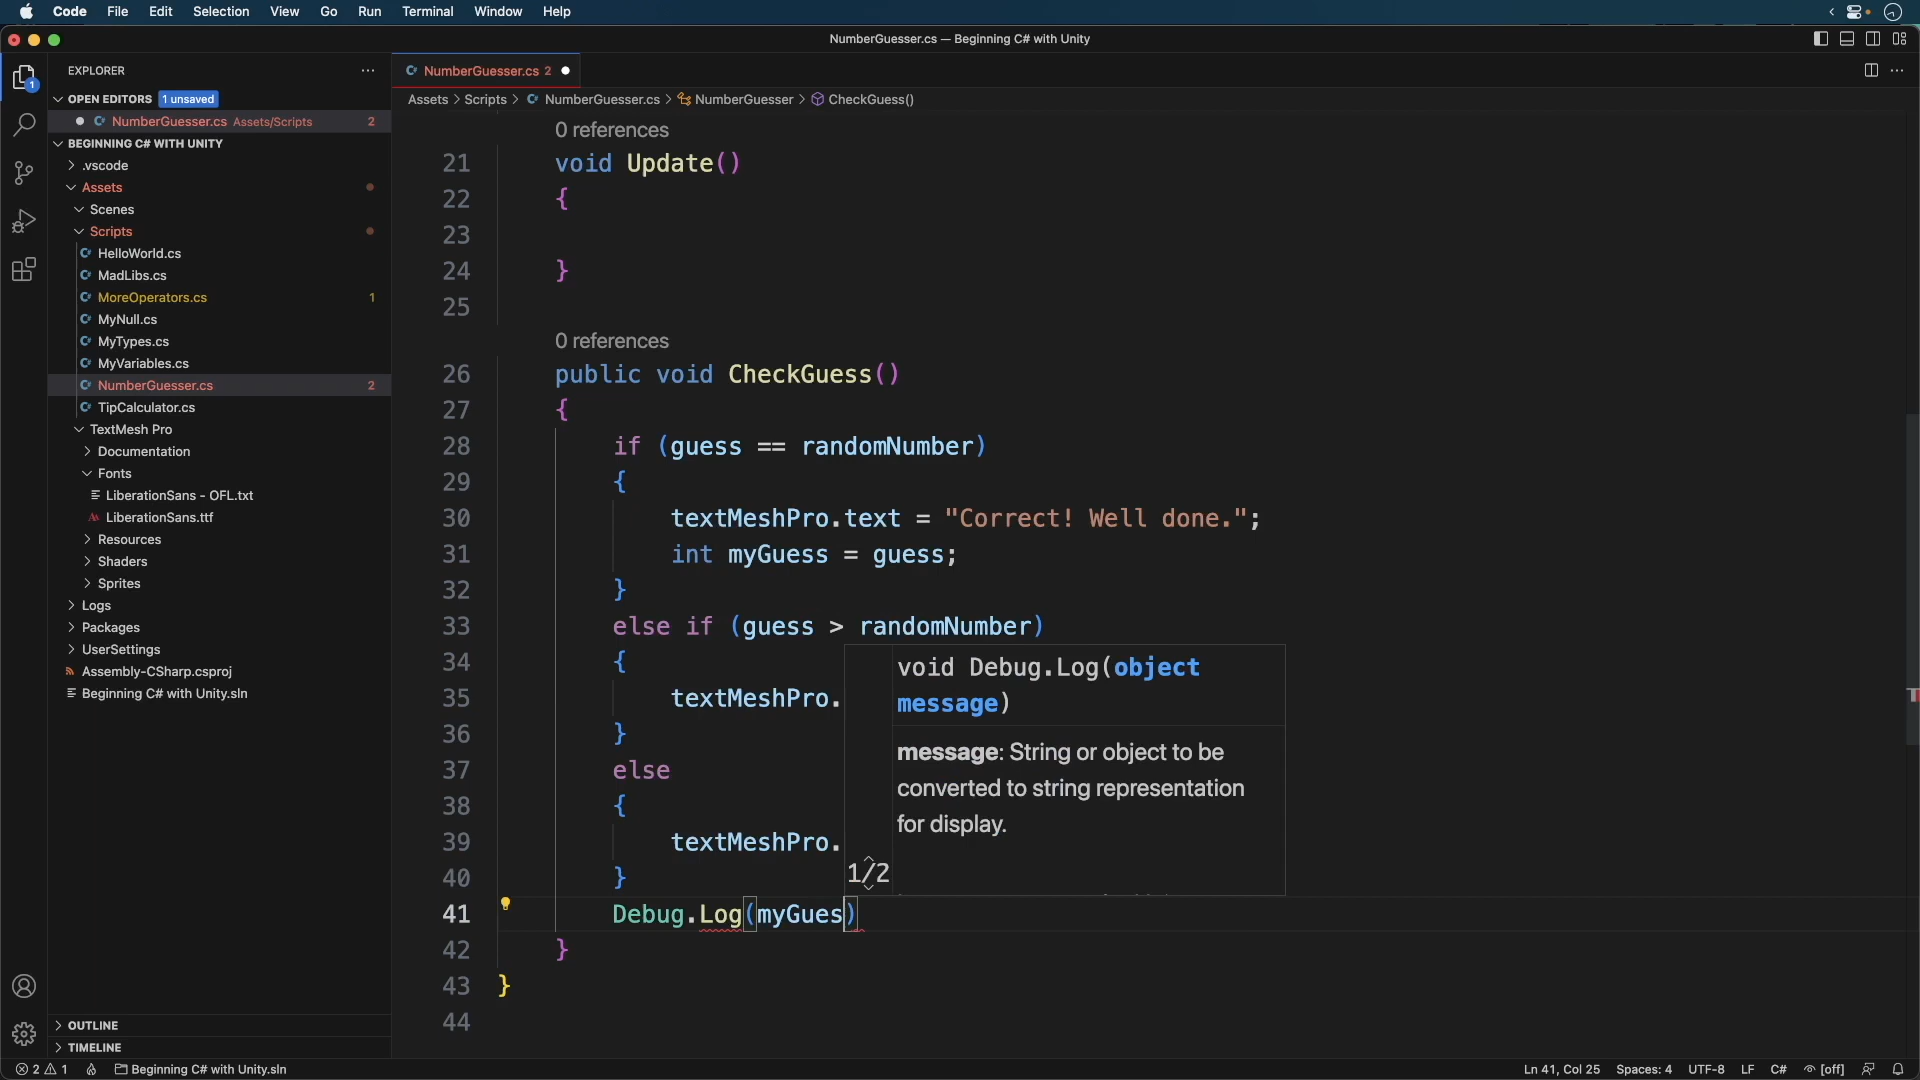 Code File Edit Selection View Go Run Terminal Window Help
NumberGuesser.cs — Beginning C# with Unity
EXPLORER
OPEN EDITORS 1 unsaved
NumberGuesser.cs Assets/Scripts 2
BEGINNING C# WITH UNITY
.vscode
Assets
Scenes
Scripts
HelloWorld.cs
MadLibs.cs
MoreOperators.cs 1
MyNull.cs
MyTypes.cs
MyVariables.cs
NumberGuesser.cs 2
TipCalculator.cs
TextMesh Pro
Documentation
Fonts
LiberationSans - OFL.txt
LiberationSans.ttf
Resources
Shaders
Sprites
Logs
Packages
UserSettings
Assembly-CSharp.csproj
Beginning C# with Unity.sln
OUTLINE
TIMELINE
1
NumberGuesser.cs 2
Assets > Scripts > NumberGuesser.cs > NumberGuesser > CheckGuess()
0 references
21 void Update()
22 {
23
24 }
25
0 references
26 public void CheckGuess()
27 {
28 if (guess == randomNumber)
29 {
30 textMeshPro.text = "Correct! Well done.";
31 int myGuess = guess;
32 }
33 else if (guess > randomNumber)
34 {
35 textMeshPro.
36 }
37 else
38 {
39 textMeshPro.
40 }
41 Debug.Log(myGues)
42 }
43 }
44
void Debug.Log(object
message)
message: String or object to be
converted to string representation
for display.
1/2
2 1 Beginning C# with Unity.sln Ln 41, Col 25 Spaces: 4 UTF-8 LF C# [off]